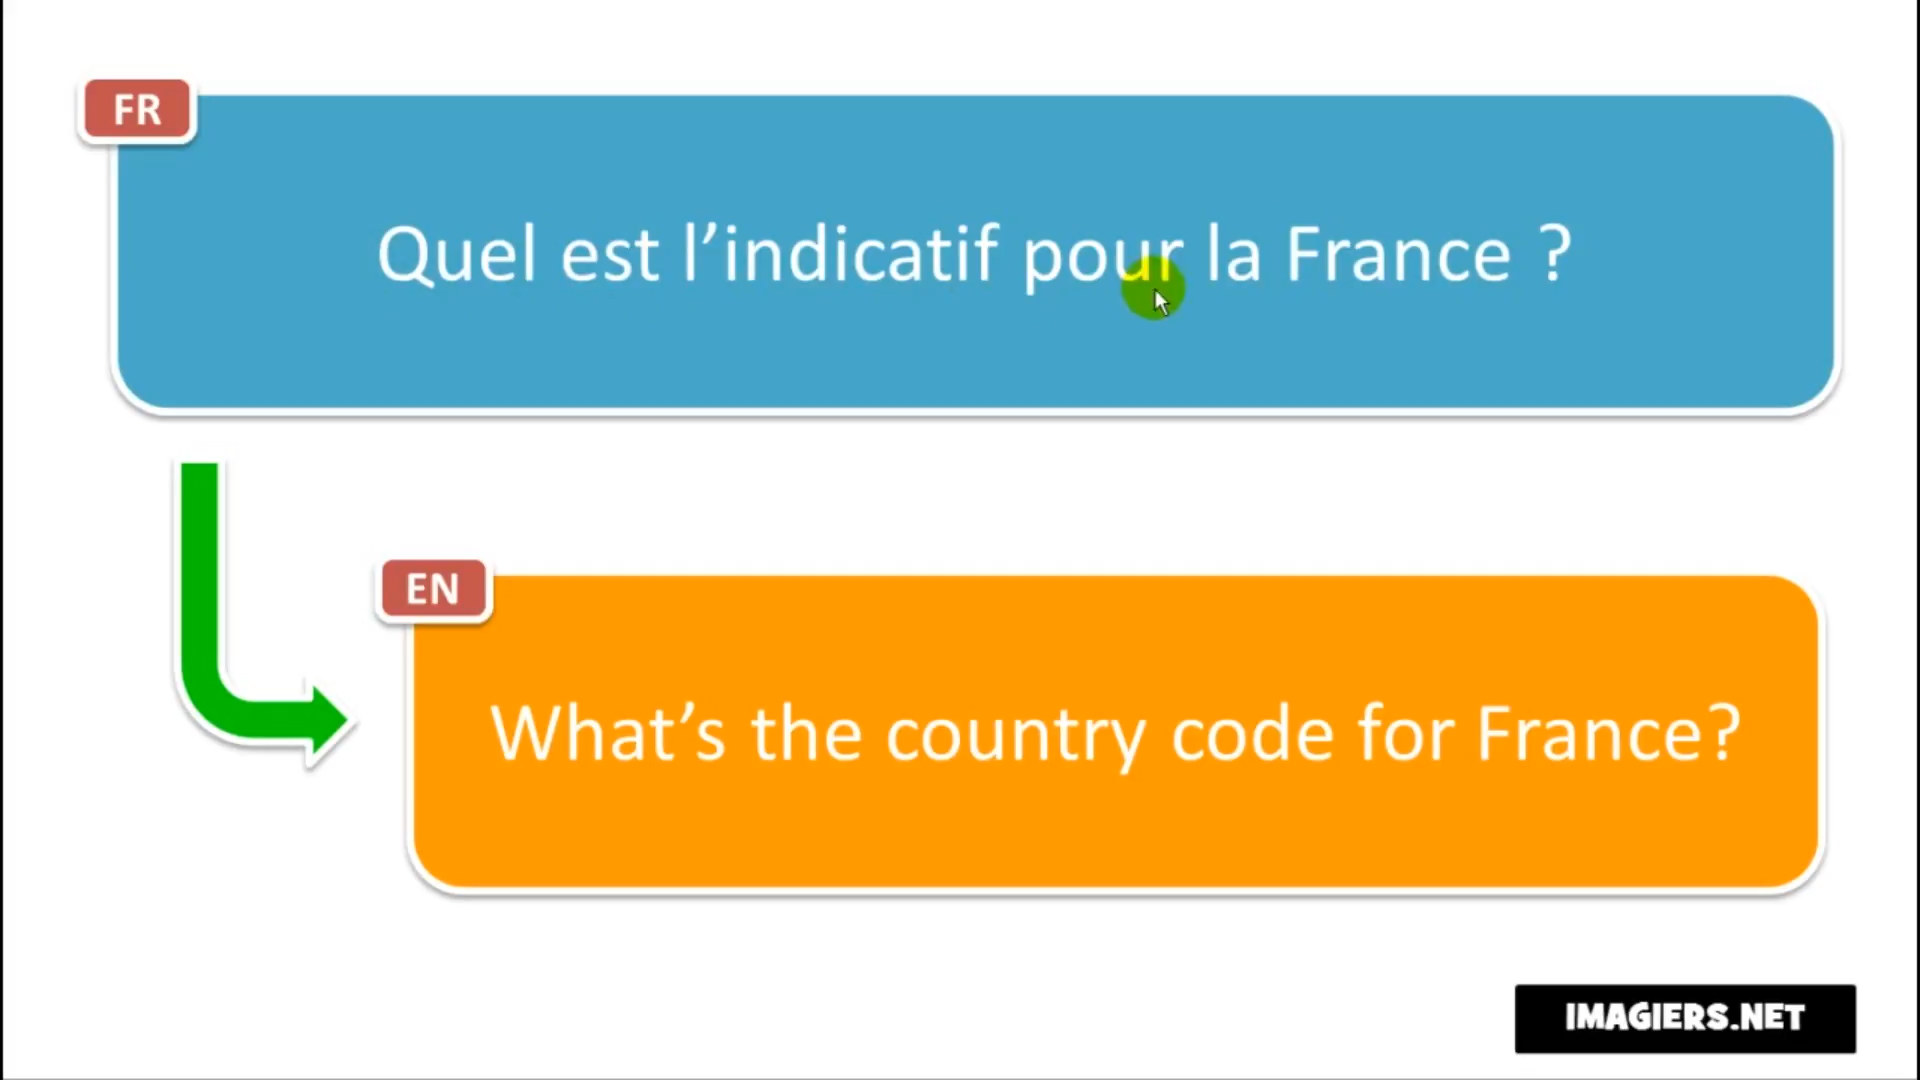 FR
Quel est l’indicatif pour la France ?
EN
What’s the country code for France?
IMAGIERS.NET